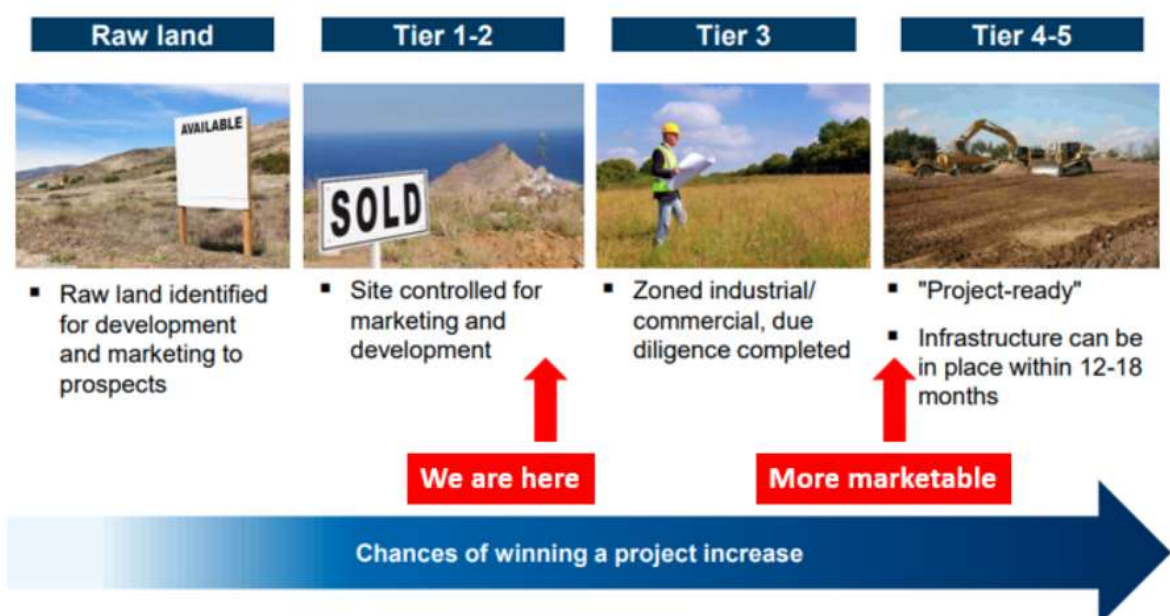 Raw land
Tier 1-2
Tier 3
Tier 4-5
AVAILABLE
SOLD
▪ Raw land identified
for development
and marketing to
prospects
▪ Site controlled for
marketing and
development
▪ Zoned industrial/
commercial, due
diligence completed
▪ "Project-ready"
▪ Infrastructure can be
in place within 12-18
months
We are here
More marketable
Chances of winning a project increase